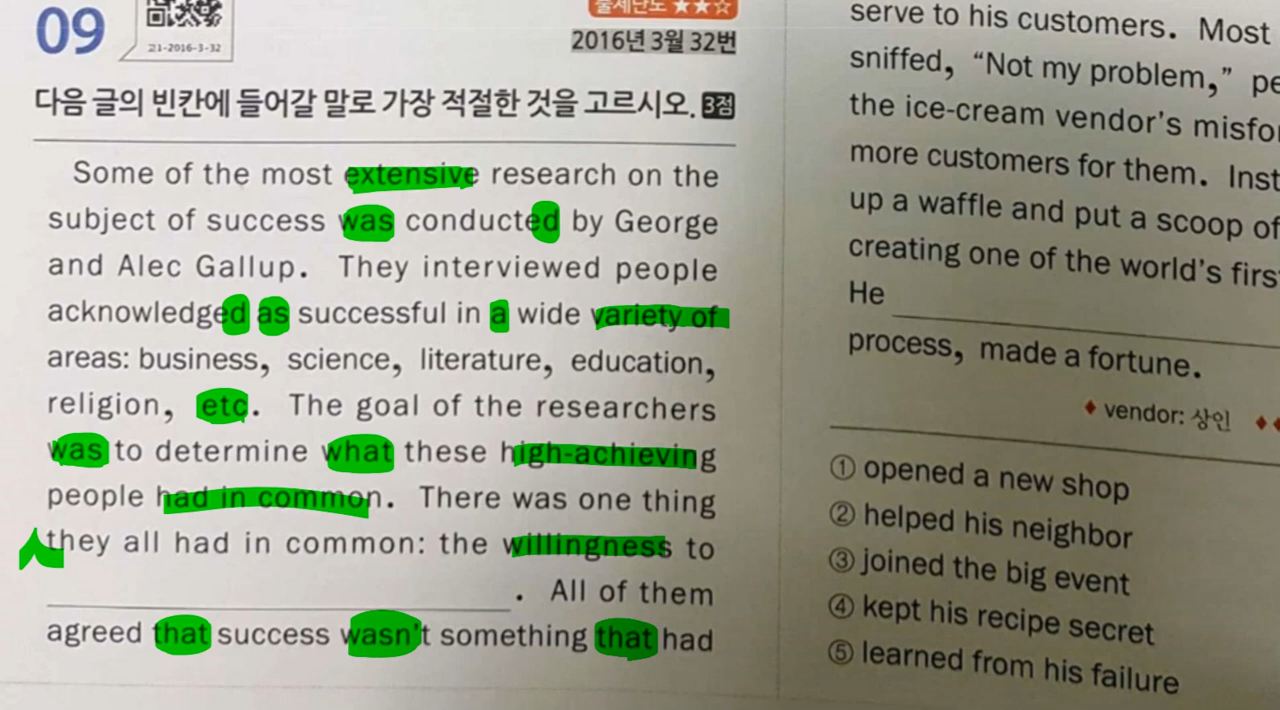 09
고1-2016-3-32
출제난도 ★★☆
2016년 3월 32번
다음 글의 빈칸에 들어갈 말로 가장 적절한 것을 고르시오. 3점
Some of the most extensive research on the
subject of success was conducted by George
and Alec Gallup. They interviewed people
acknowledged as successful in a wide variety of
areas: business, science, literature, education,
religion, etc. The goal of the researchers
was to determine what these high-achieving
people had in common. There was one thing
they all had in common: the willingness to
. All of them
agreed that success wasn't something that had
serve to his customers. Most
sniffed, “Not my problem,”
the ice-cream vendor's
more customers for them.
up a waffle and put a scoop of
creating one of the world's
He
process, made a fortune.
♦ vendor: 상인 ♦♦
① opened a new shop
② helped his neighbor
③ joined the big event
④ kept his recipe secret
⑤ learned from his failure